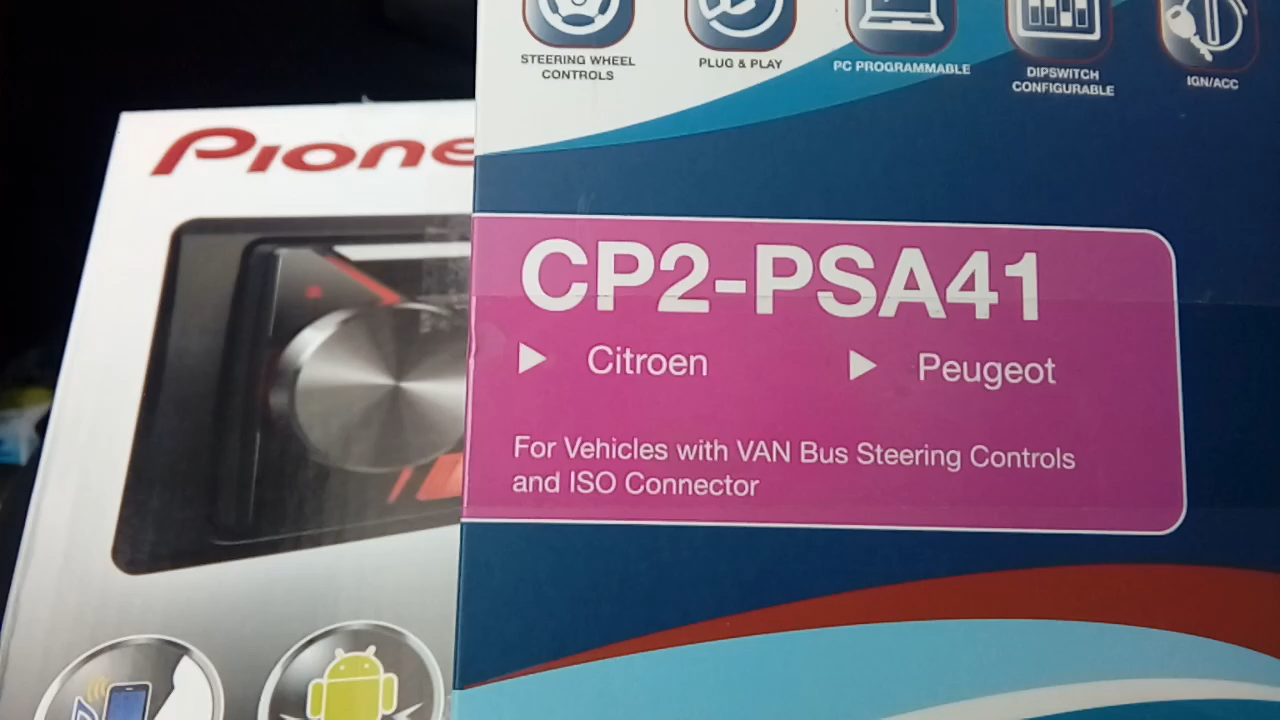 STEERING WHEEL
CONTROLS
PLUG & PLAY
PC PROGRAMMABLE
DIPSWITCH
CONFIGURABLE
IGN/ACC
PIONE
CP2-PSA41
Citroen
Peugeot
For Vehicles with VAN Bus Steering Controls
and ISO Connector